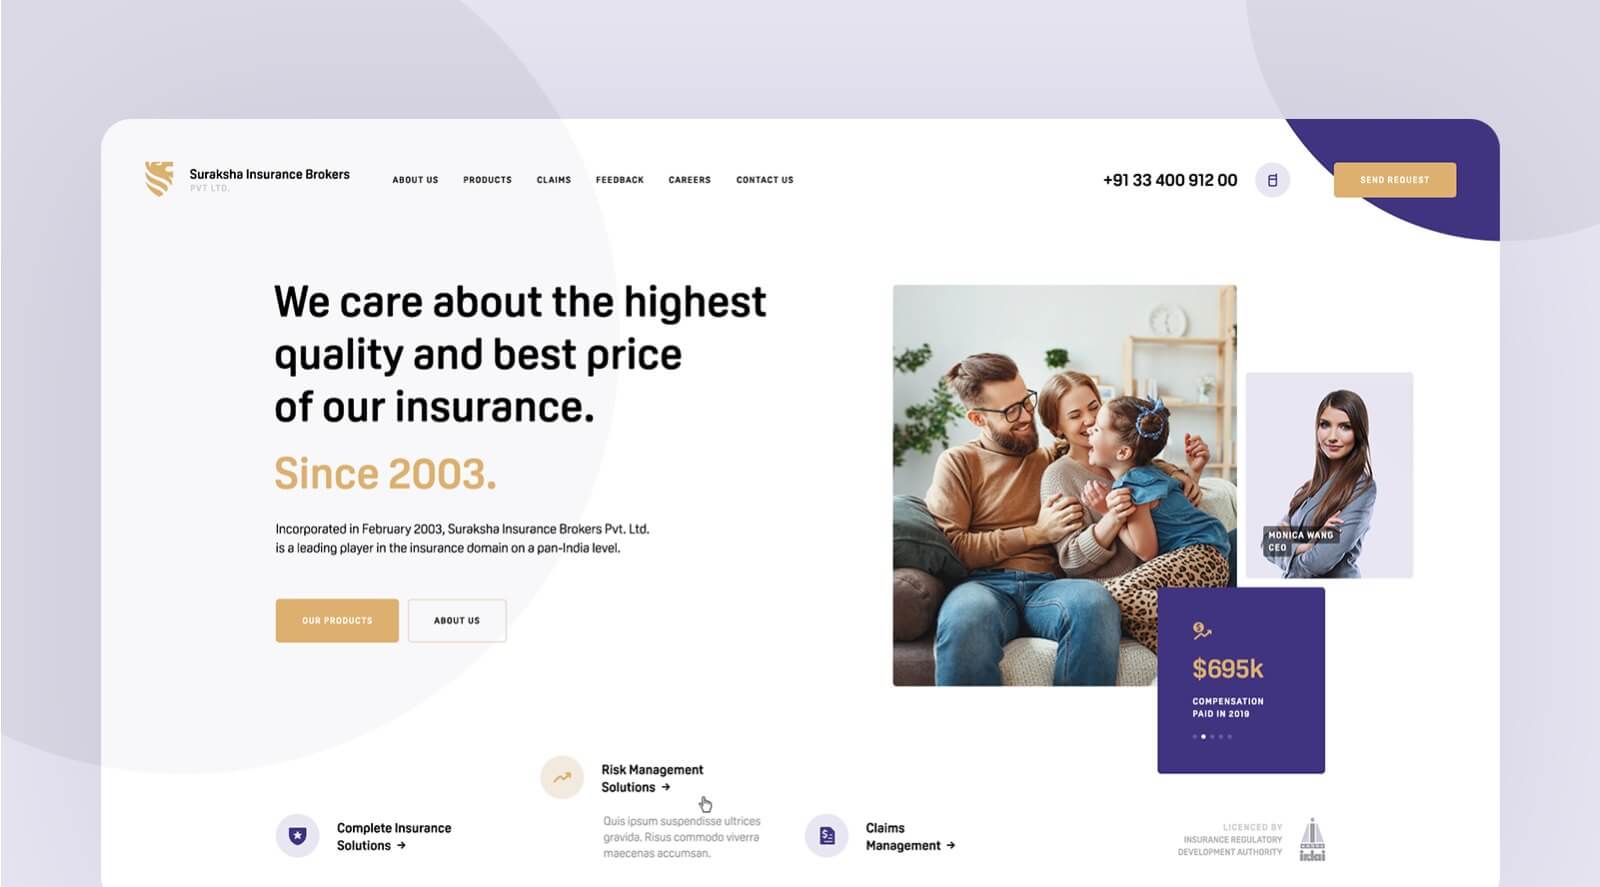 Suraksha Insurance Brokers
PVT LTD.
ABOUT US
PRODUCTS
CLAIMS
FEEDBACK
CAREERS
CONTACT US
+91 33 400 912 00
SEND REQUEST
We care about the highest
quality and best price
of our insurance.
Since 2003.
Incorporated in February 2003, Suraksha Insurance Brokers Pvt. Ltd.
is a leading player in the insurance domain on a pan-India level.
OUR PRODUCTS
ABOUT US
MONICA WANG
CEO
$695k
COMPENSATION
PAID IN 2019
Complete Insurance
Solutions →
Risk Management
Solutions →
Quis ipsum suspendisse ultrices
gravida. Risus commodo viverra
maecenas accumsan.
Claims
Management →
LICENCED BY
INSURANCE REGULATORY
DEVELOPMENT AUTHORITY
irdai